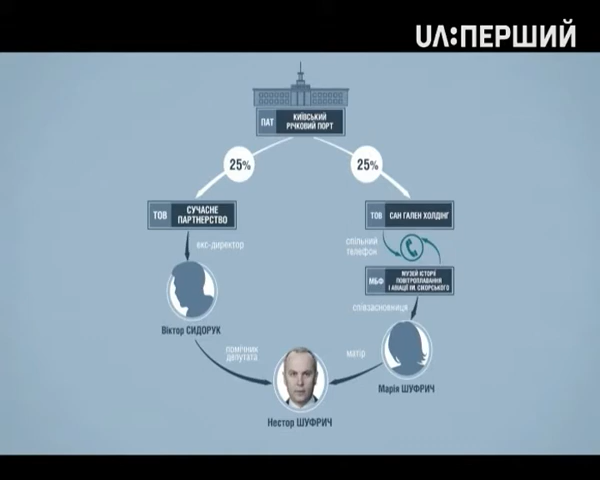 UA:ПЕРШИЙ
ПАТ
КИЇВСЬКИЙ
РІЧКОВИЙ ПОРТ
25%
25%
ТОВ
СУЧАСНЕ
ПАРТНЕРСТВО
ТОВ
САН ГАЛЕН ХОЛДІНГ
екс-директор
спільний
телефон
МБФ
МУЗЕЙ ІСТОРІЇ
ПОВІТРОПЛАВАННЯ
І АВІАЦІЇ ІМ. СІКОРСЬКОГО
співзасновниця
Віктор СИДОРУК
помічник
депутата
матір
Марія ШУФРИЧ
Нестор ШУФРИЧ